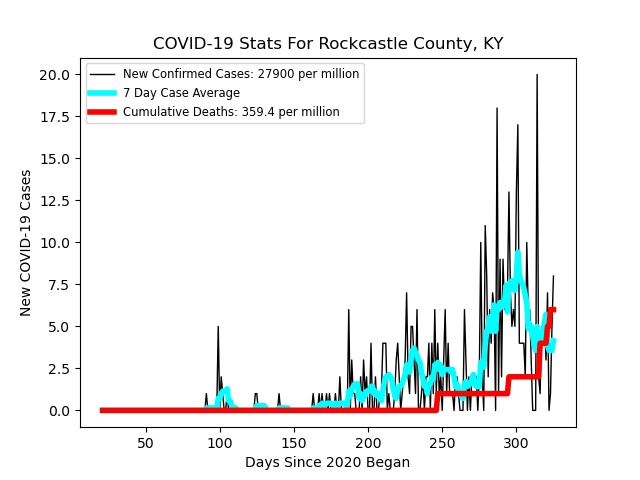 COVID-19 Stats For Rockcastle County, KY
New Confirmed Cases: 27900 per million
7 Day Case Average
Cumulative Deaths: 359.4 per million
New COVID-19 Cases
20.0
17.5
15.0
12.5
10.0
7.5
5.0
2.5
0.0
50 100 150 200 250 300
Days Since 2020 Began